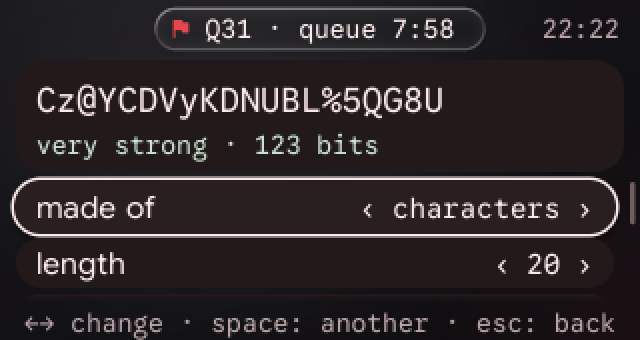 Q31 · queue 7:58
22:22
Cz@YCDVyKDNUBL%5QG8U
very strong · 123 bits
made of ‹ characters ›
length ‹ 20 ›
↔ change · space: another · esc: back